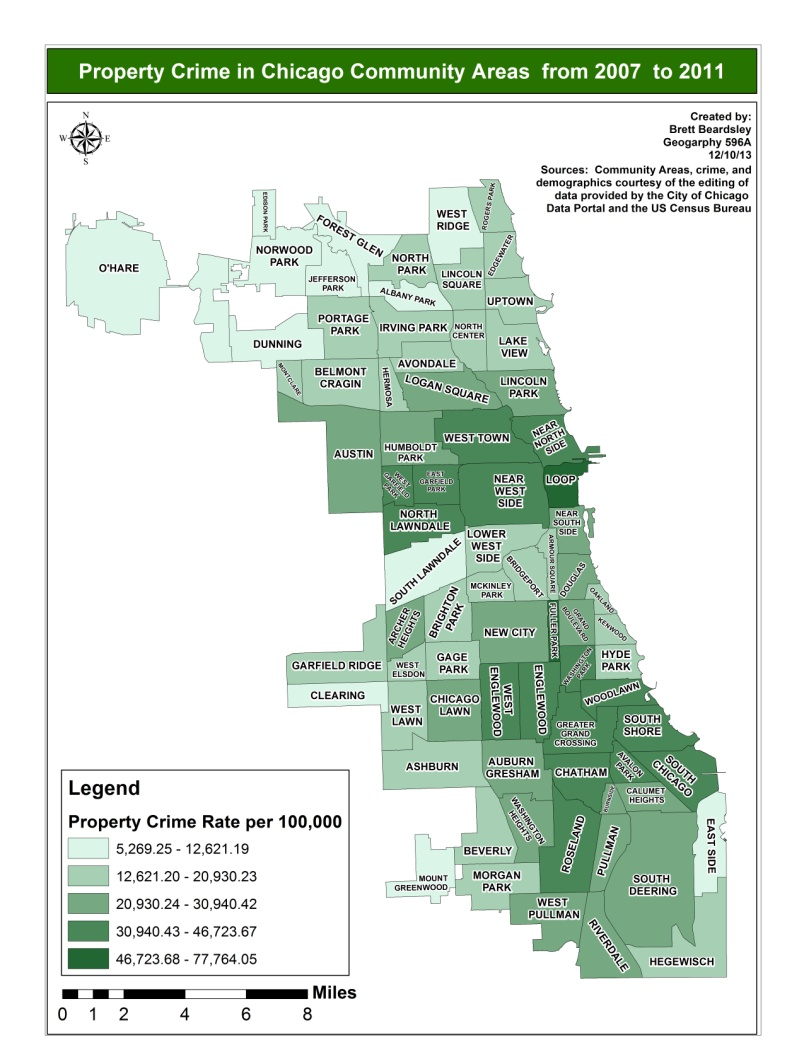 Property Crime in Chicago Community Areas from 2007 to 2011
N
W
E
S
Created by:
Brett Beardsley
Geogarphy 596A
12/10/13
Sources: Community Areas, crime, and
demographics courtesy of the editing of
data provided by the City of Chicago
Data Portal and the US Census Bureau
EDISON PARK
ROGERS PARK
WEST
RIDGE
FOREST GLEN
O'HARE
NORWOOD
PARK
NORTH
PARK
EDGEWATER
JEFFERSON
PARK
LINCOLN
SQUARE
ALBANY PARK
UPTOWN
PORTAGE
PARK
IRVING PARK
NORTH
CENTER
DUNNING
LAKE
VIEW
MONTCLARE
BELMONT
CRAGIN
HERMOSA
AVONDALE
LOGAN SQUARE
LINCOLN
PARK
AUSTIN
HUMBOLDT
PARK
WEST TOWN
NEAR
NORTH
SIDE
WEST
GARFIELD
PARK
EAST
GARFIELD
PARK
NEAR
WEST
SIDE
LOOP
NORTH
LAWNDALE
NEAR
SOUTH
SIDE
SOUTH LAWNDALE
LOWER
WEST
SIDE
ARMOUR SQUARE
BRIDGEPORT
DOUGLAS
MCKINLEY
PARK
OAKLAND
ARCHER
HEIGHTS
BRIGHTON
PARK
NEW CITY
FULLER PARK
GRAND
BOULEVARD
KENWOOD
GARFIELD RIDGE
WEST
ELSDON
GAGE
PARK
WASHINGTON
PARK
HYDE
PARK
CLEARING
WEST
LAWN
CHICAGO
LAWN
WEST
ENGLEWOOD
ENGLEWOOD
WOODLAWN
GREATER
GRAND
CROSSING
SOUTH
SHORE
ASHBURN
AUBURN
GRESHAM
CHATHAM
AVALON
PARK
SOUTH
CHICAGO
BURNSIDE
CALUMET
HEIGHTS
WASHINGTON
HEIGHTS
ROSELAND
PULLMAN
EAST SIDE
BEVERLY
MOUNT
GREENWOOD
MORGAN
PARK
SOUTH
DEERING
WEST
PULLMAN
RIVERDALE
HEGEWISCH
Legend
Property Crime Rate per 100,000
5,269.25 - 12,621.19
12,621.20 - 20,930.23
20,930.24 - 30,940.42
30,940.43 - 46,723.67
46,723.68 - 77,764.05
Miles
0 1 2 4 6 8